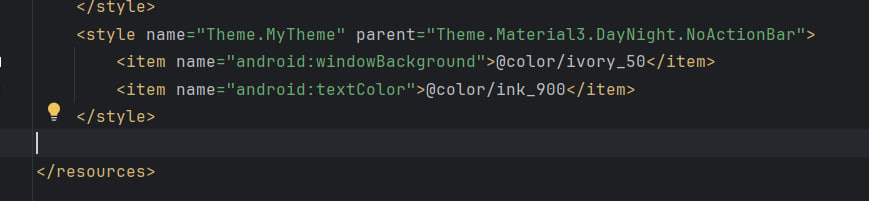 </style>
<style name="Theme.MyTheme" parent="Theme.Material3.DayNight.NoActionBar">
<item name="android:windowBackground">@color/ivory_50</item>
<item name="android:textColor">@color/ink_900</item>
</style>
</resources>